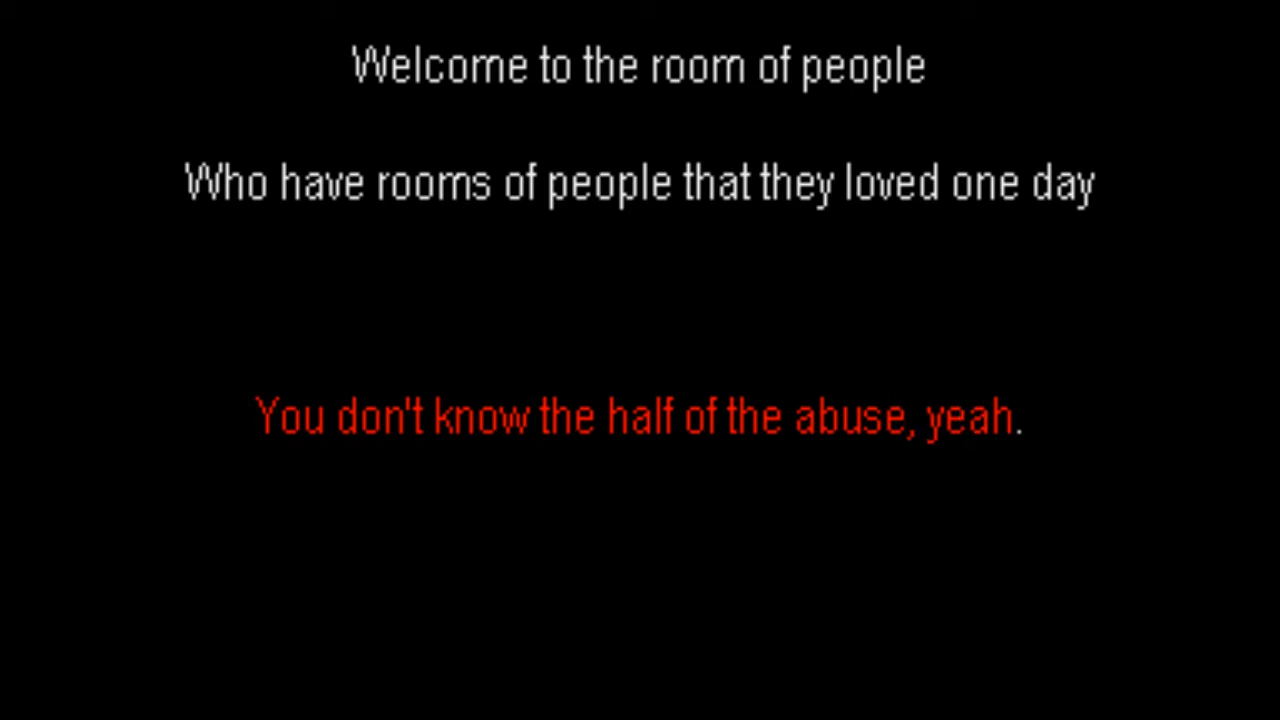 Welcome to the room of people
Who have rooms of people that they loved one day
You don't know the half of the abuse, yeah.